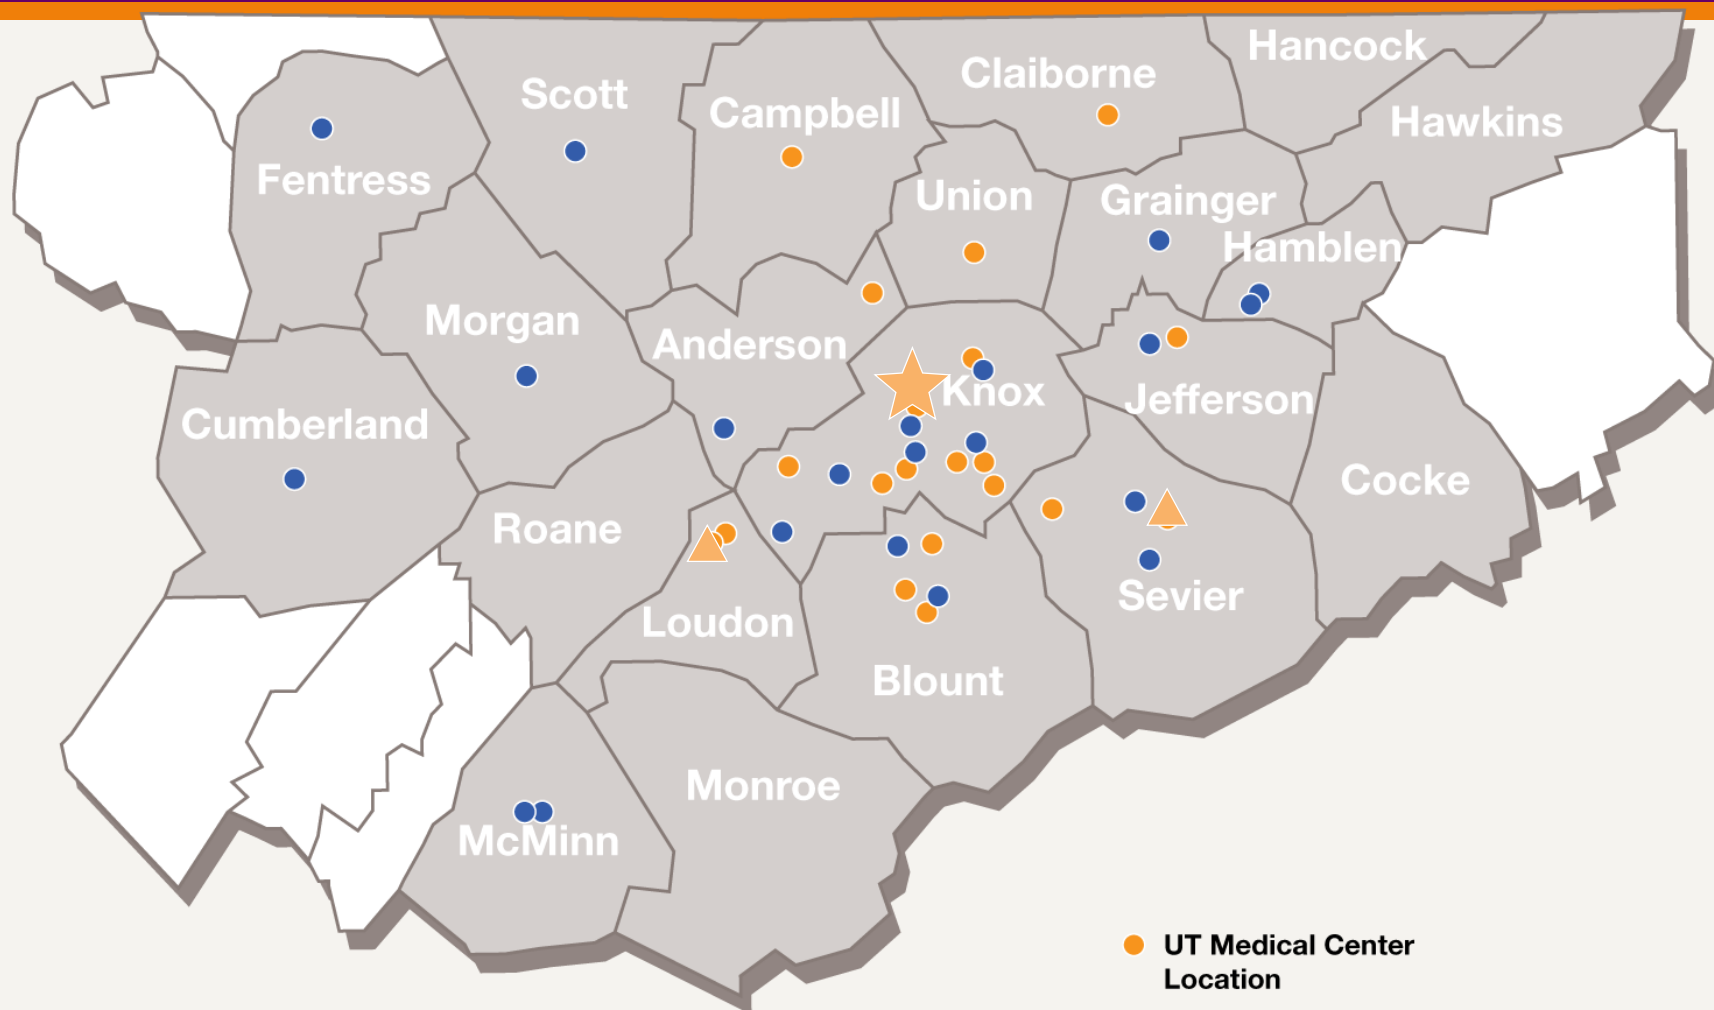 Hancock
Claiborne
Scott
Campbell
Hawkins
Fentress
Union
Grainger
Hamblen
Morgan
Anderson
Knox
Jefferson
Cumberland
Cocke
Roane
Sevier
Loudon
Blount
Monroe
McMinn
UT Medical Center
Location